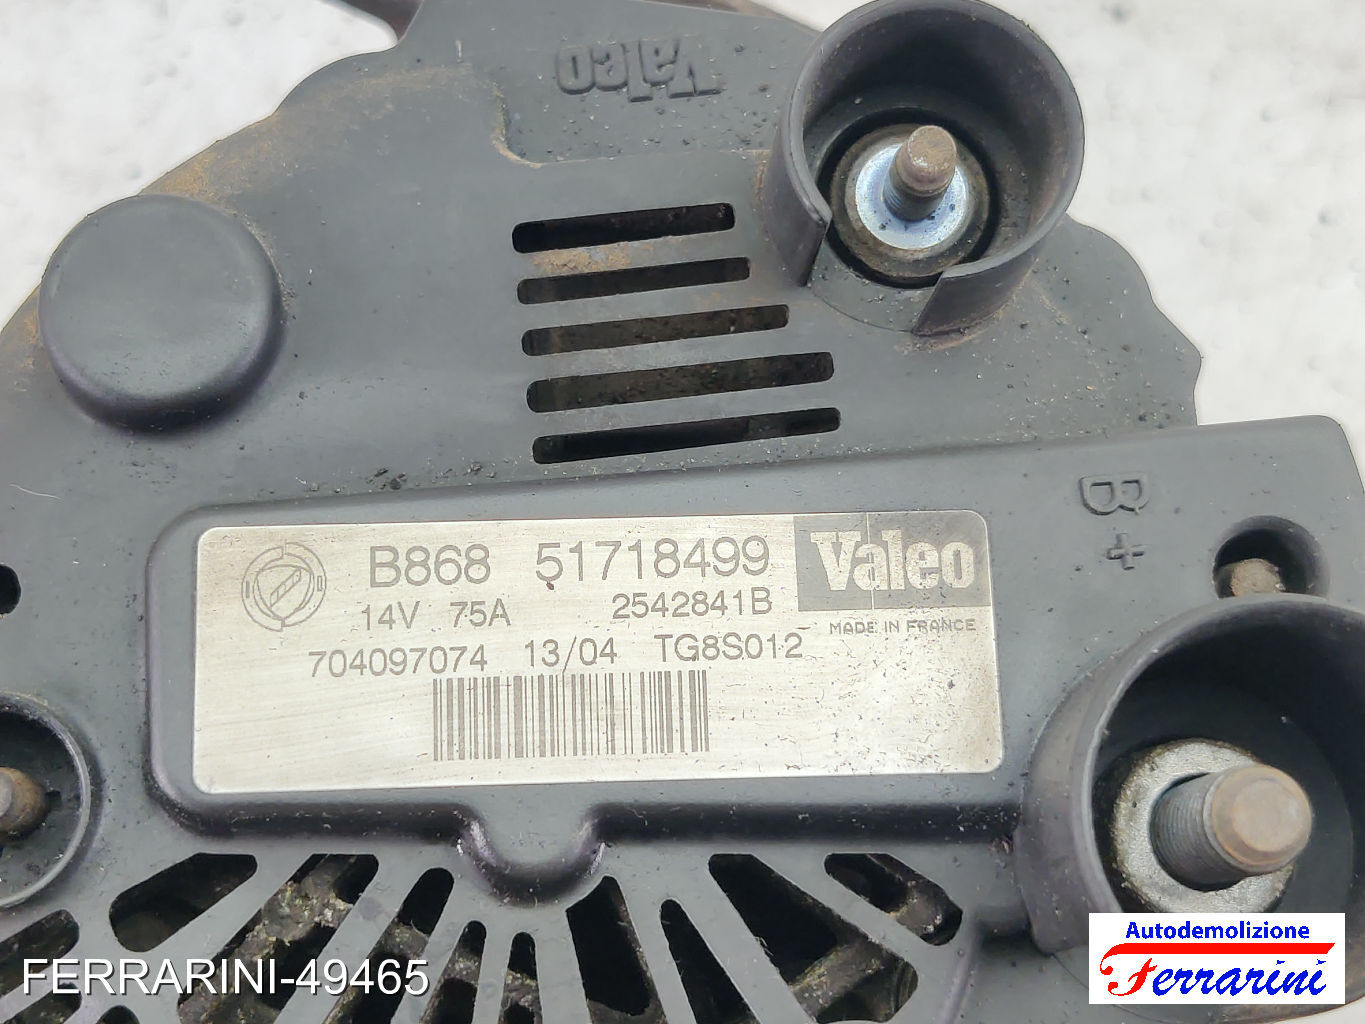 Valeo
B +
B868 51718499 Valeo
14V 75A 2542841B
MADE IN FRANCE
704097074 13/04 TG8S012
FERRARINI-49465
Autodemolizione
Ferrarini